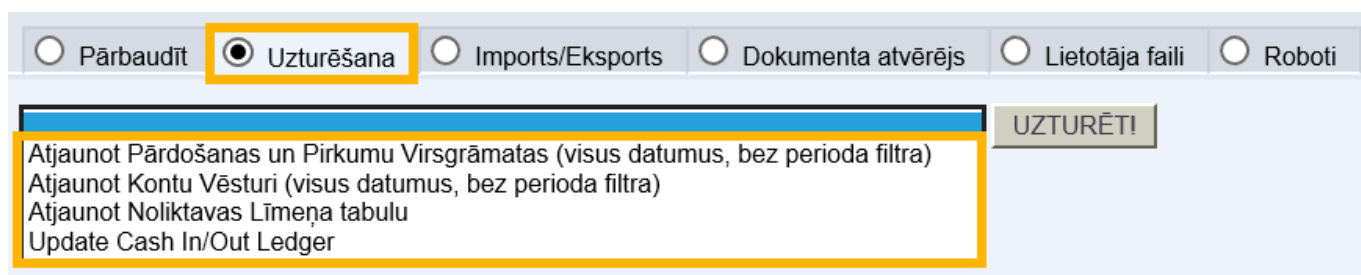 Pārbaudīt Uzturēšana Imports/Eksports Dokumenta atvērējs Lietotāja faili Roboti
UZTURĒT!
Atjaunot Pārdošanas un Pirkumu Virsgrāmatas (visus datumus, bez perioda filtra)
Atjaunot Kontu Vēsturi (visus datumus, bez perioda filtra)
Atjaunot Noliktavas Līmeņa tabulu
Update Cash In/Out Ledger